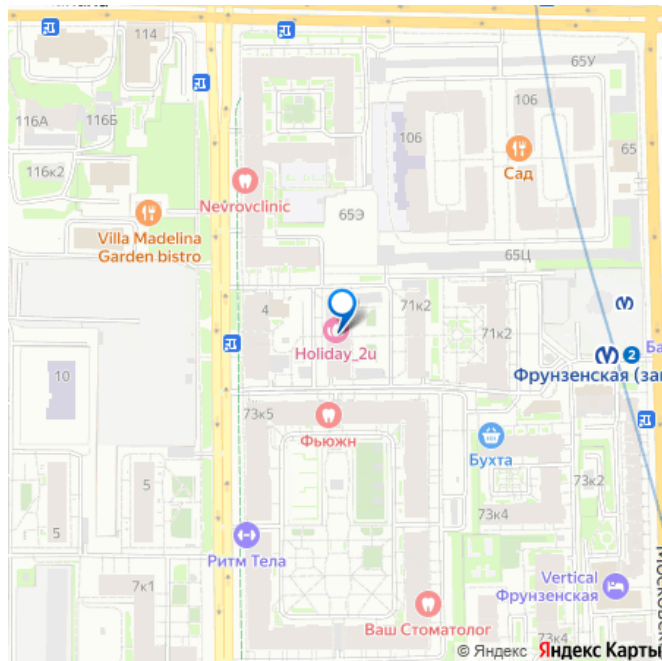 114
65У
116А
116Б
106
106
65
116к2
Сад
Nevrovclinic
65Э
Villa Madelina
Garden bistro
65Ц
4
71к2
71к2
Holiday_2u
2
Ба
10
Фрунзенская (за
73к5
Фьюжн
Бухта
5
73к2
5
73к4
Ритм Тела
7к1
Vertical
Фрунзенская
Ваш Стоматолог
73к4
© Яндекс Яндекс Карты